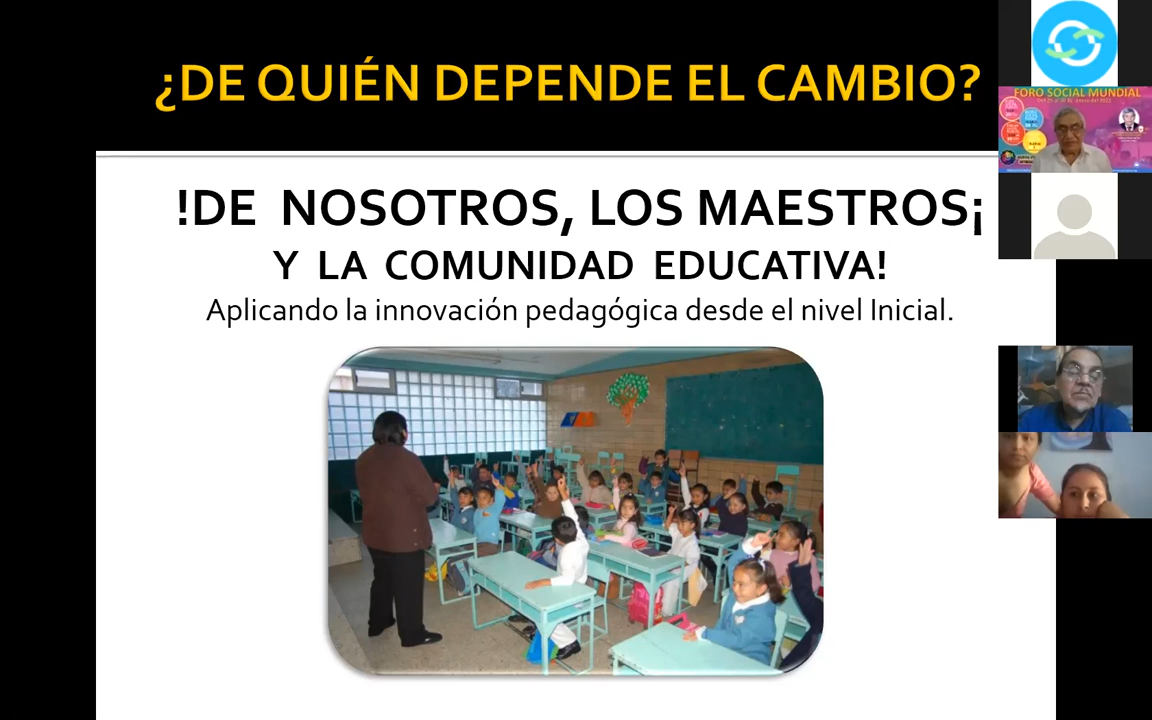 ¿DE QUIÉN DEPENDE EL CAMBIO?
!DE NOSOTROS, LOS MAESTROS¡
Y LA COMUNIDAD EDUCATIVA!
Aplicando la innovación pedagógica desde el nivel Inicial.
FORO SOCIAL MUNDIAL